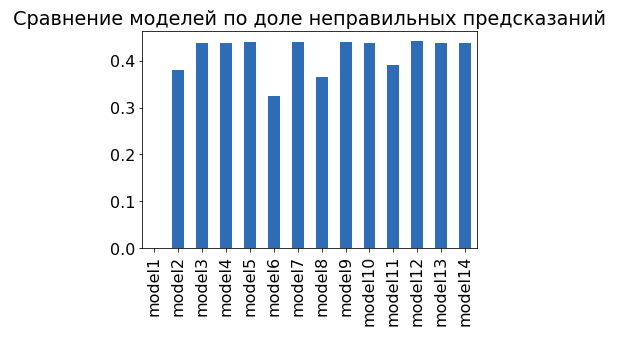 Сравнение моделей по доле неправильных предсказаний
0.4
0.3
0.2
0.1
0.0
model1
model2
model3
model4
model5
model6
model7
model8
model9
model10
model11
model12
model13
model14